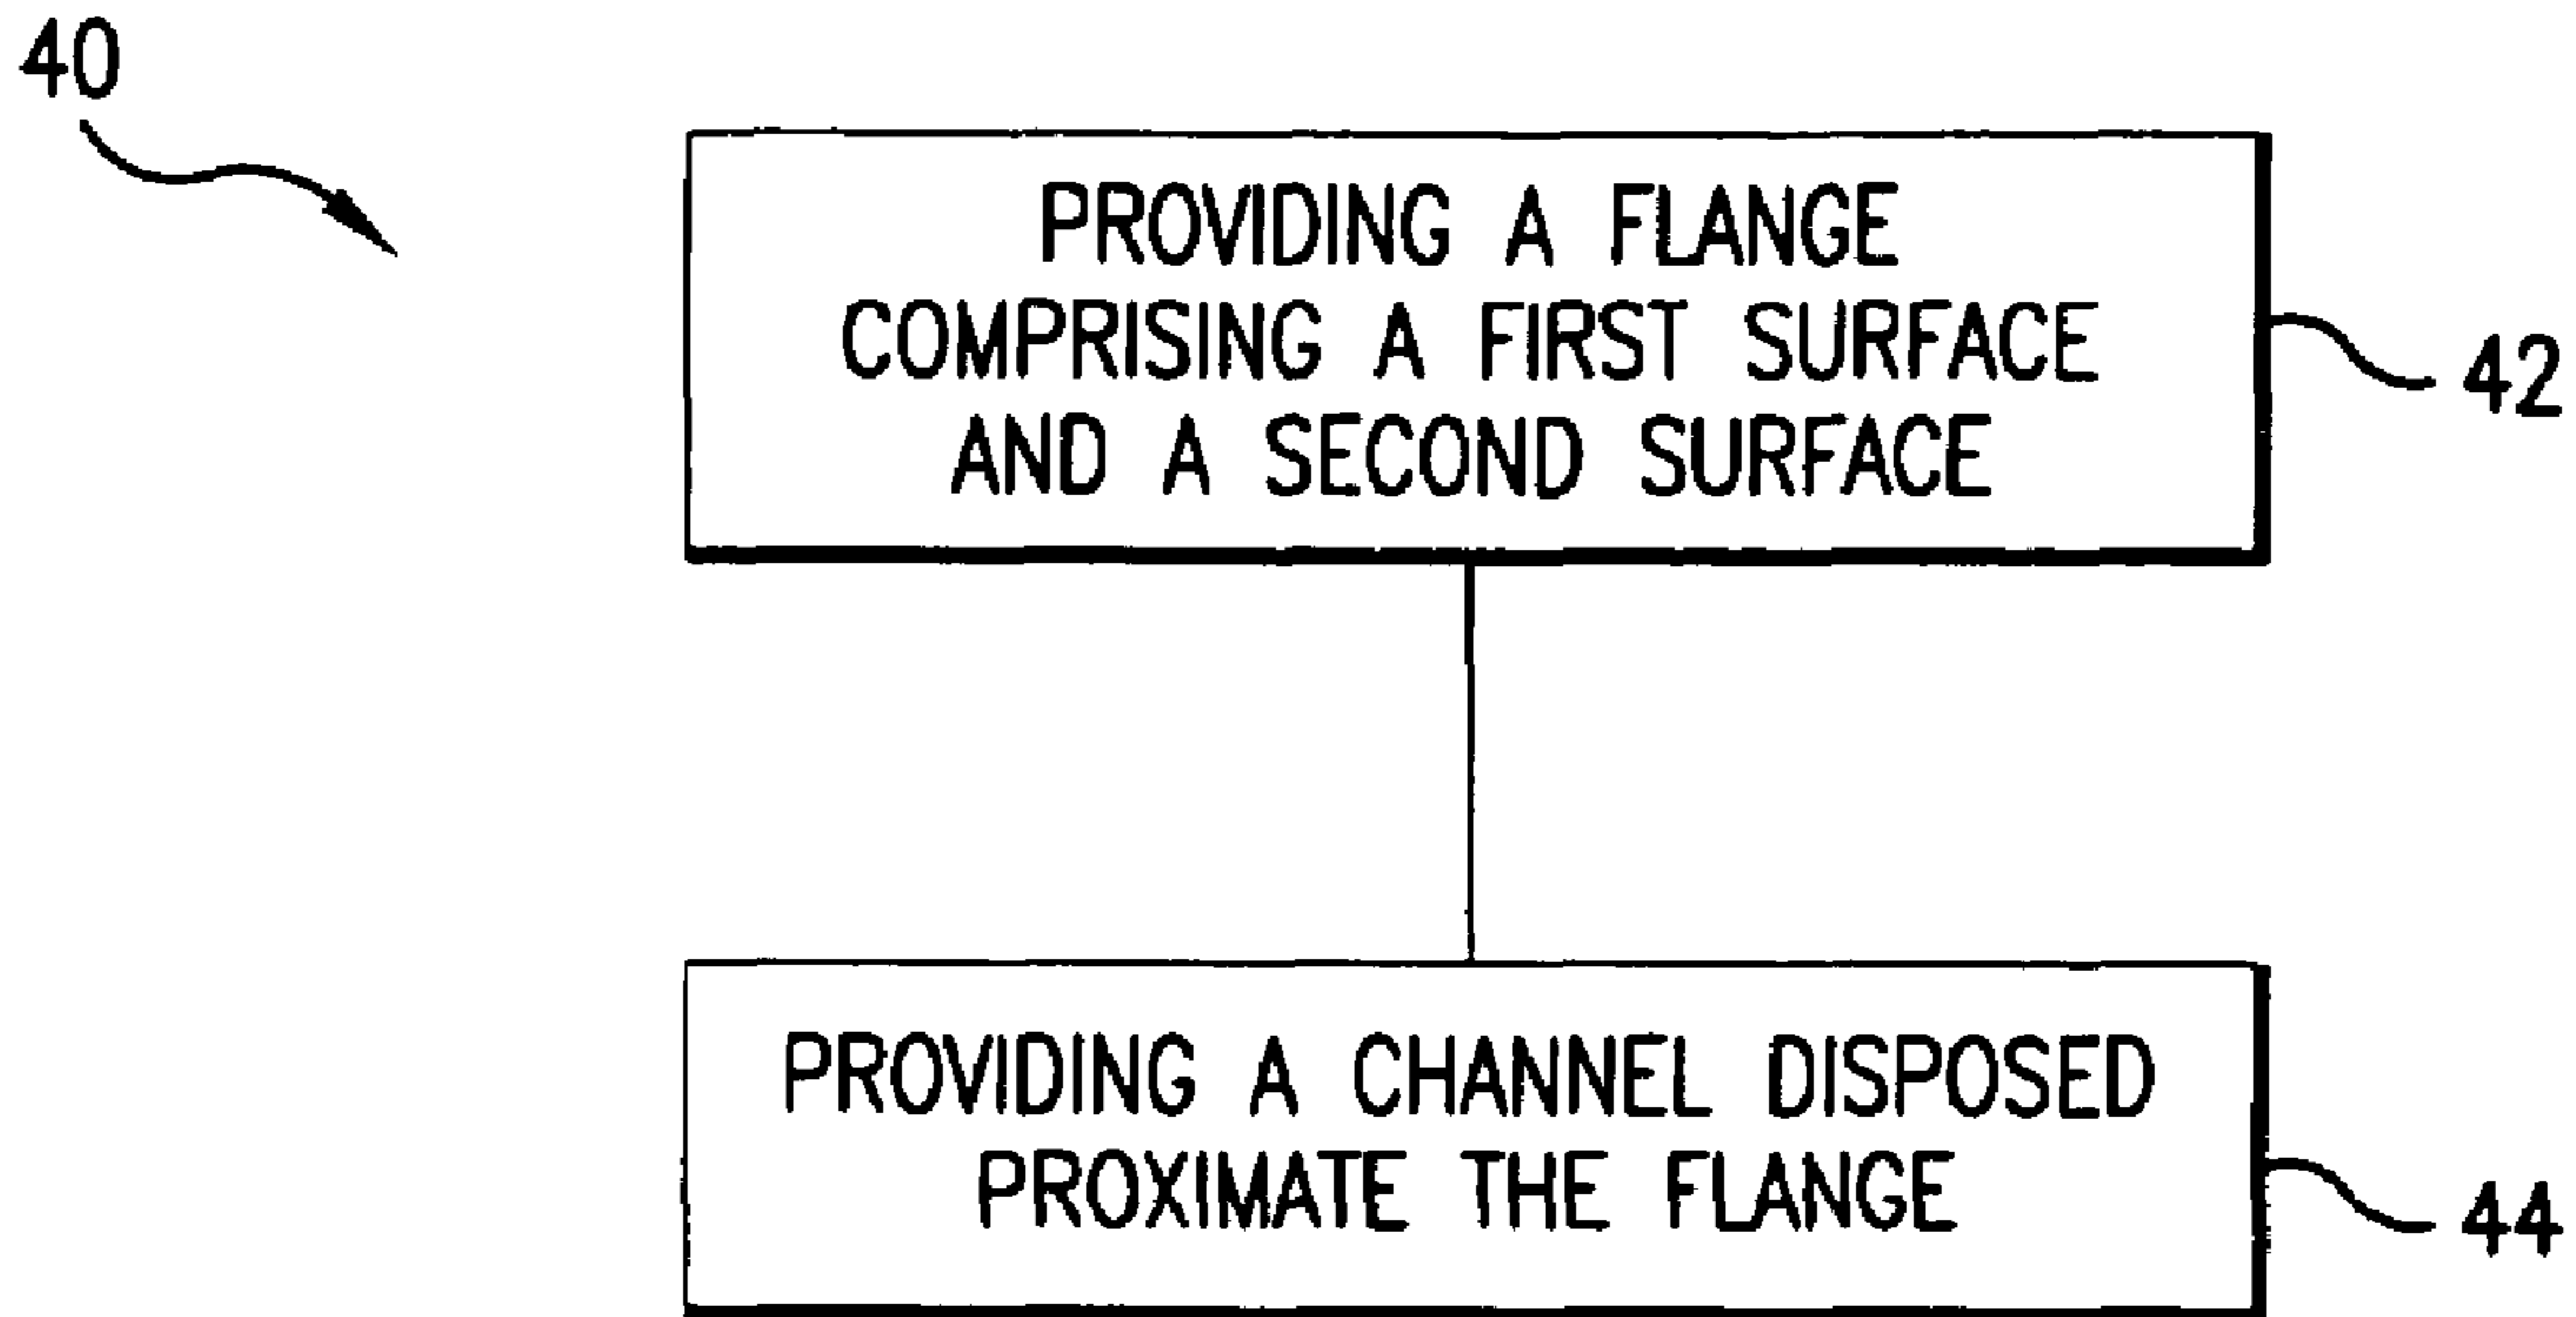 40
PROVIDING A FLANGE
COMPRISING A FIRST SURFACE
AND A SECOND SURFACE
42
PROVIDING A CHANNEL DISPOSED
PROXIMATE THE FLANGE
44